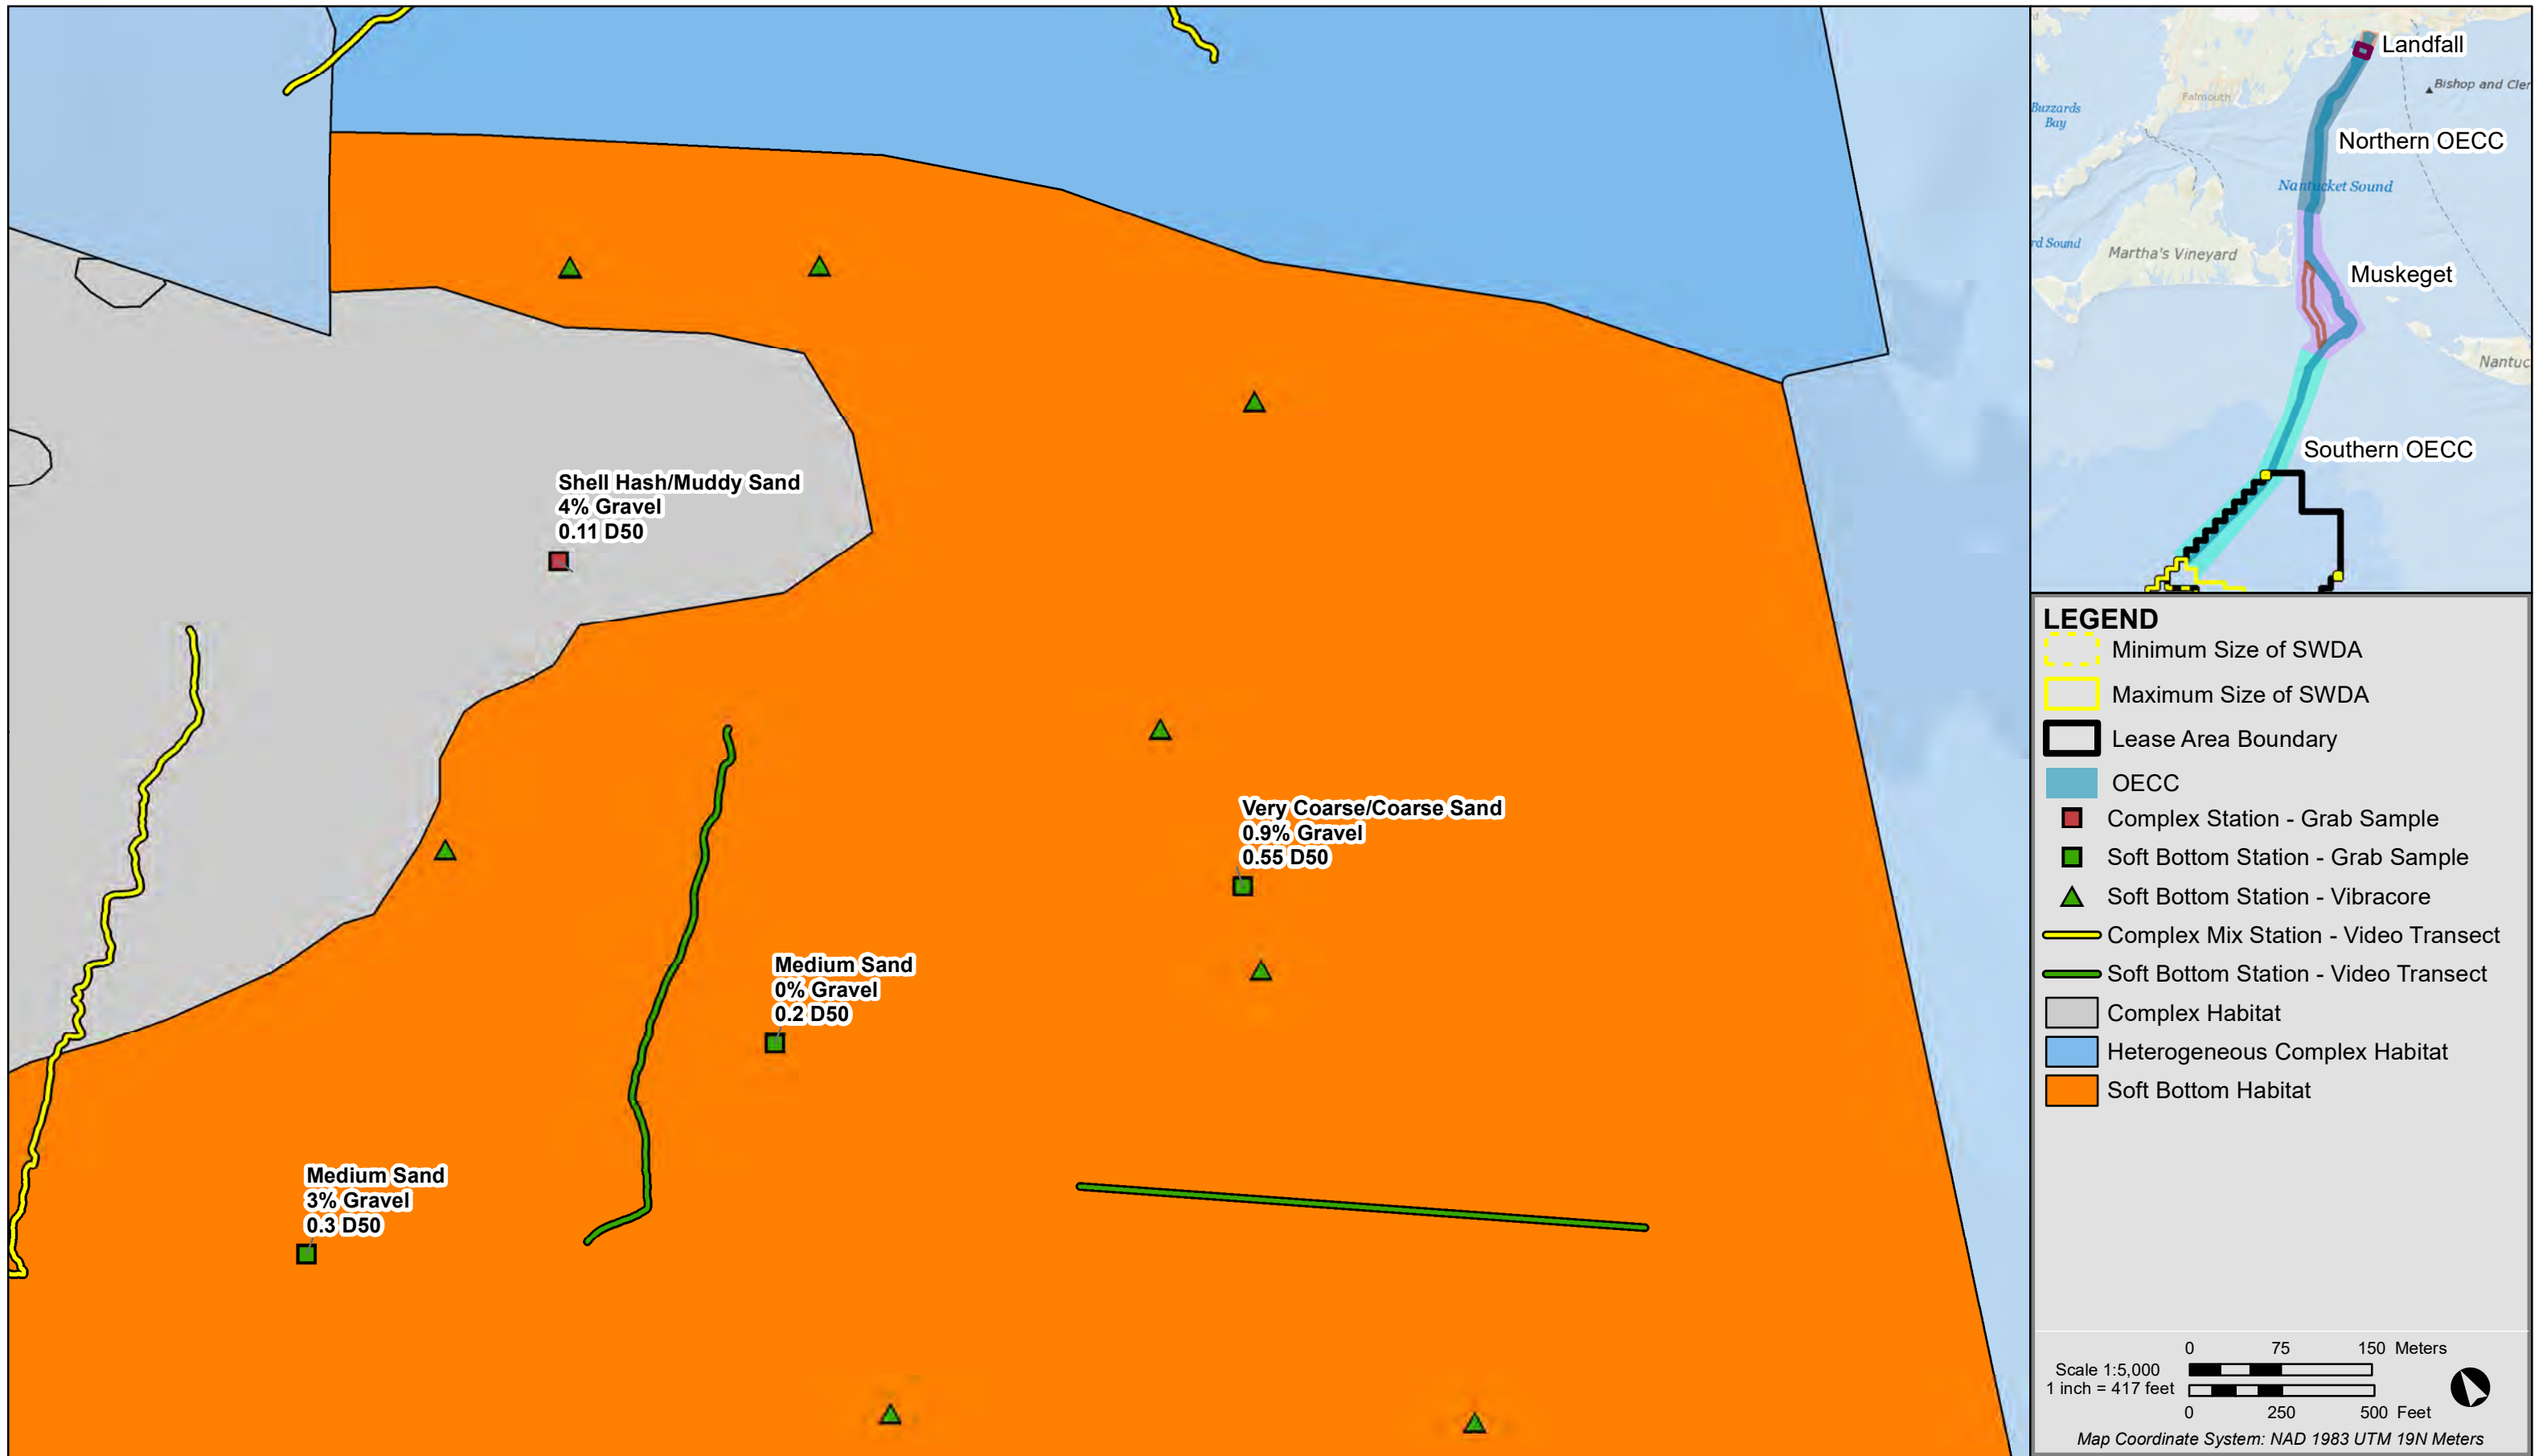 Shell Hash/Muddy Sand
4% Gravel
0.11 D50
Very Coarse/Coarse Sand
0.9% Gravel
0.55 D50
Medium Sand
0% Gravel
0.2 D50
Medium Sand
3% Gravel
0.3 D50
Landfall
Bishop and Cler
Falmouth
Buzzards
Bay
Northern OECC
Nantucket Sound
rd Sound
Martha's Vineyard
Muskeget
Nantuc
Southern OECC
LEGEND
Minimum Size of SWDA
Maximum Size of SWDA
Lease Area Boundary
OECC
Complex Station - Grab Sample
Soft Bottom Station - Grab Sample
Soft Bottom Station - Vibracore
Complex Mix Station - Video Transect
Soft Bottom Station - Video Transect
Complex Habitat
Heterogeneous Complex Habitat
Soft Bottom Habitat
0 75 150 Meters
Scale 1:5,000
1 inch = 417 feet
0 250 500 Feet
Map Coordinate System: NAD 1983 UTM 19N Meters